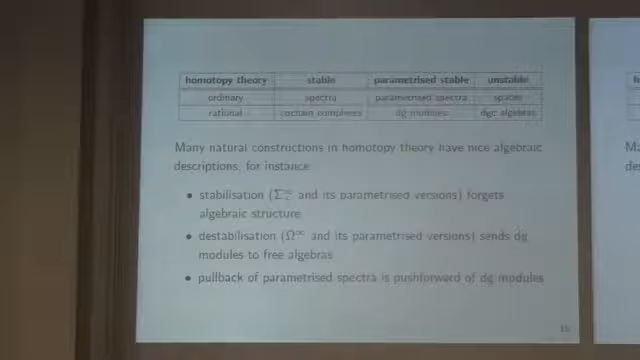 homotopy theory stable parametrised stable unstable
ordinary spectra parametrised spectra spaces
rational cochain complexes dg modules dgc algebras
Many natural constructions in homotopy theory have nice algebraic
descriptions, for instance:
• stabilisation (Σ∞ and its parametrised versions) forgets
algebraic structure
• destabilisation (Ω∞ and its parametrised versions) sends dg
modules to free algebras
• pullback of parametrised spectra is pushforward of dg modules
Ma
des